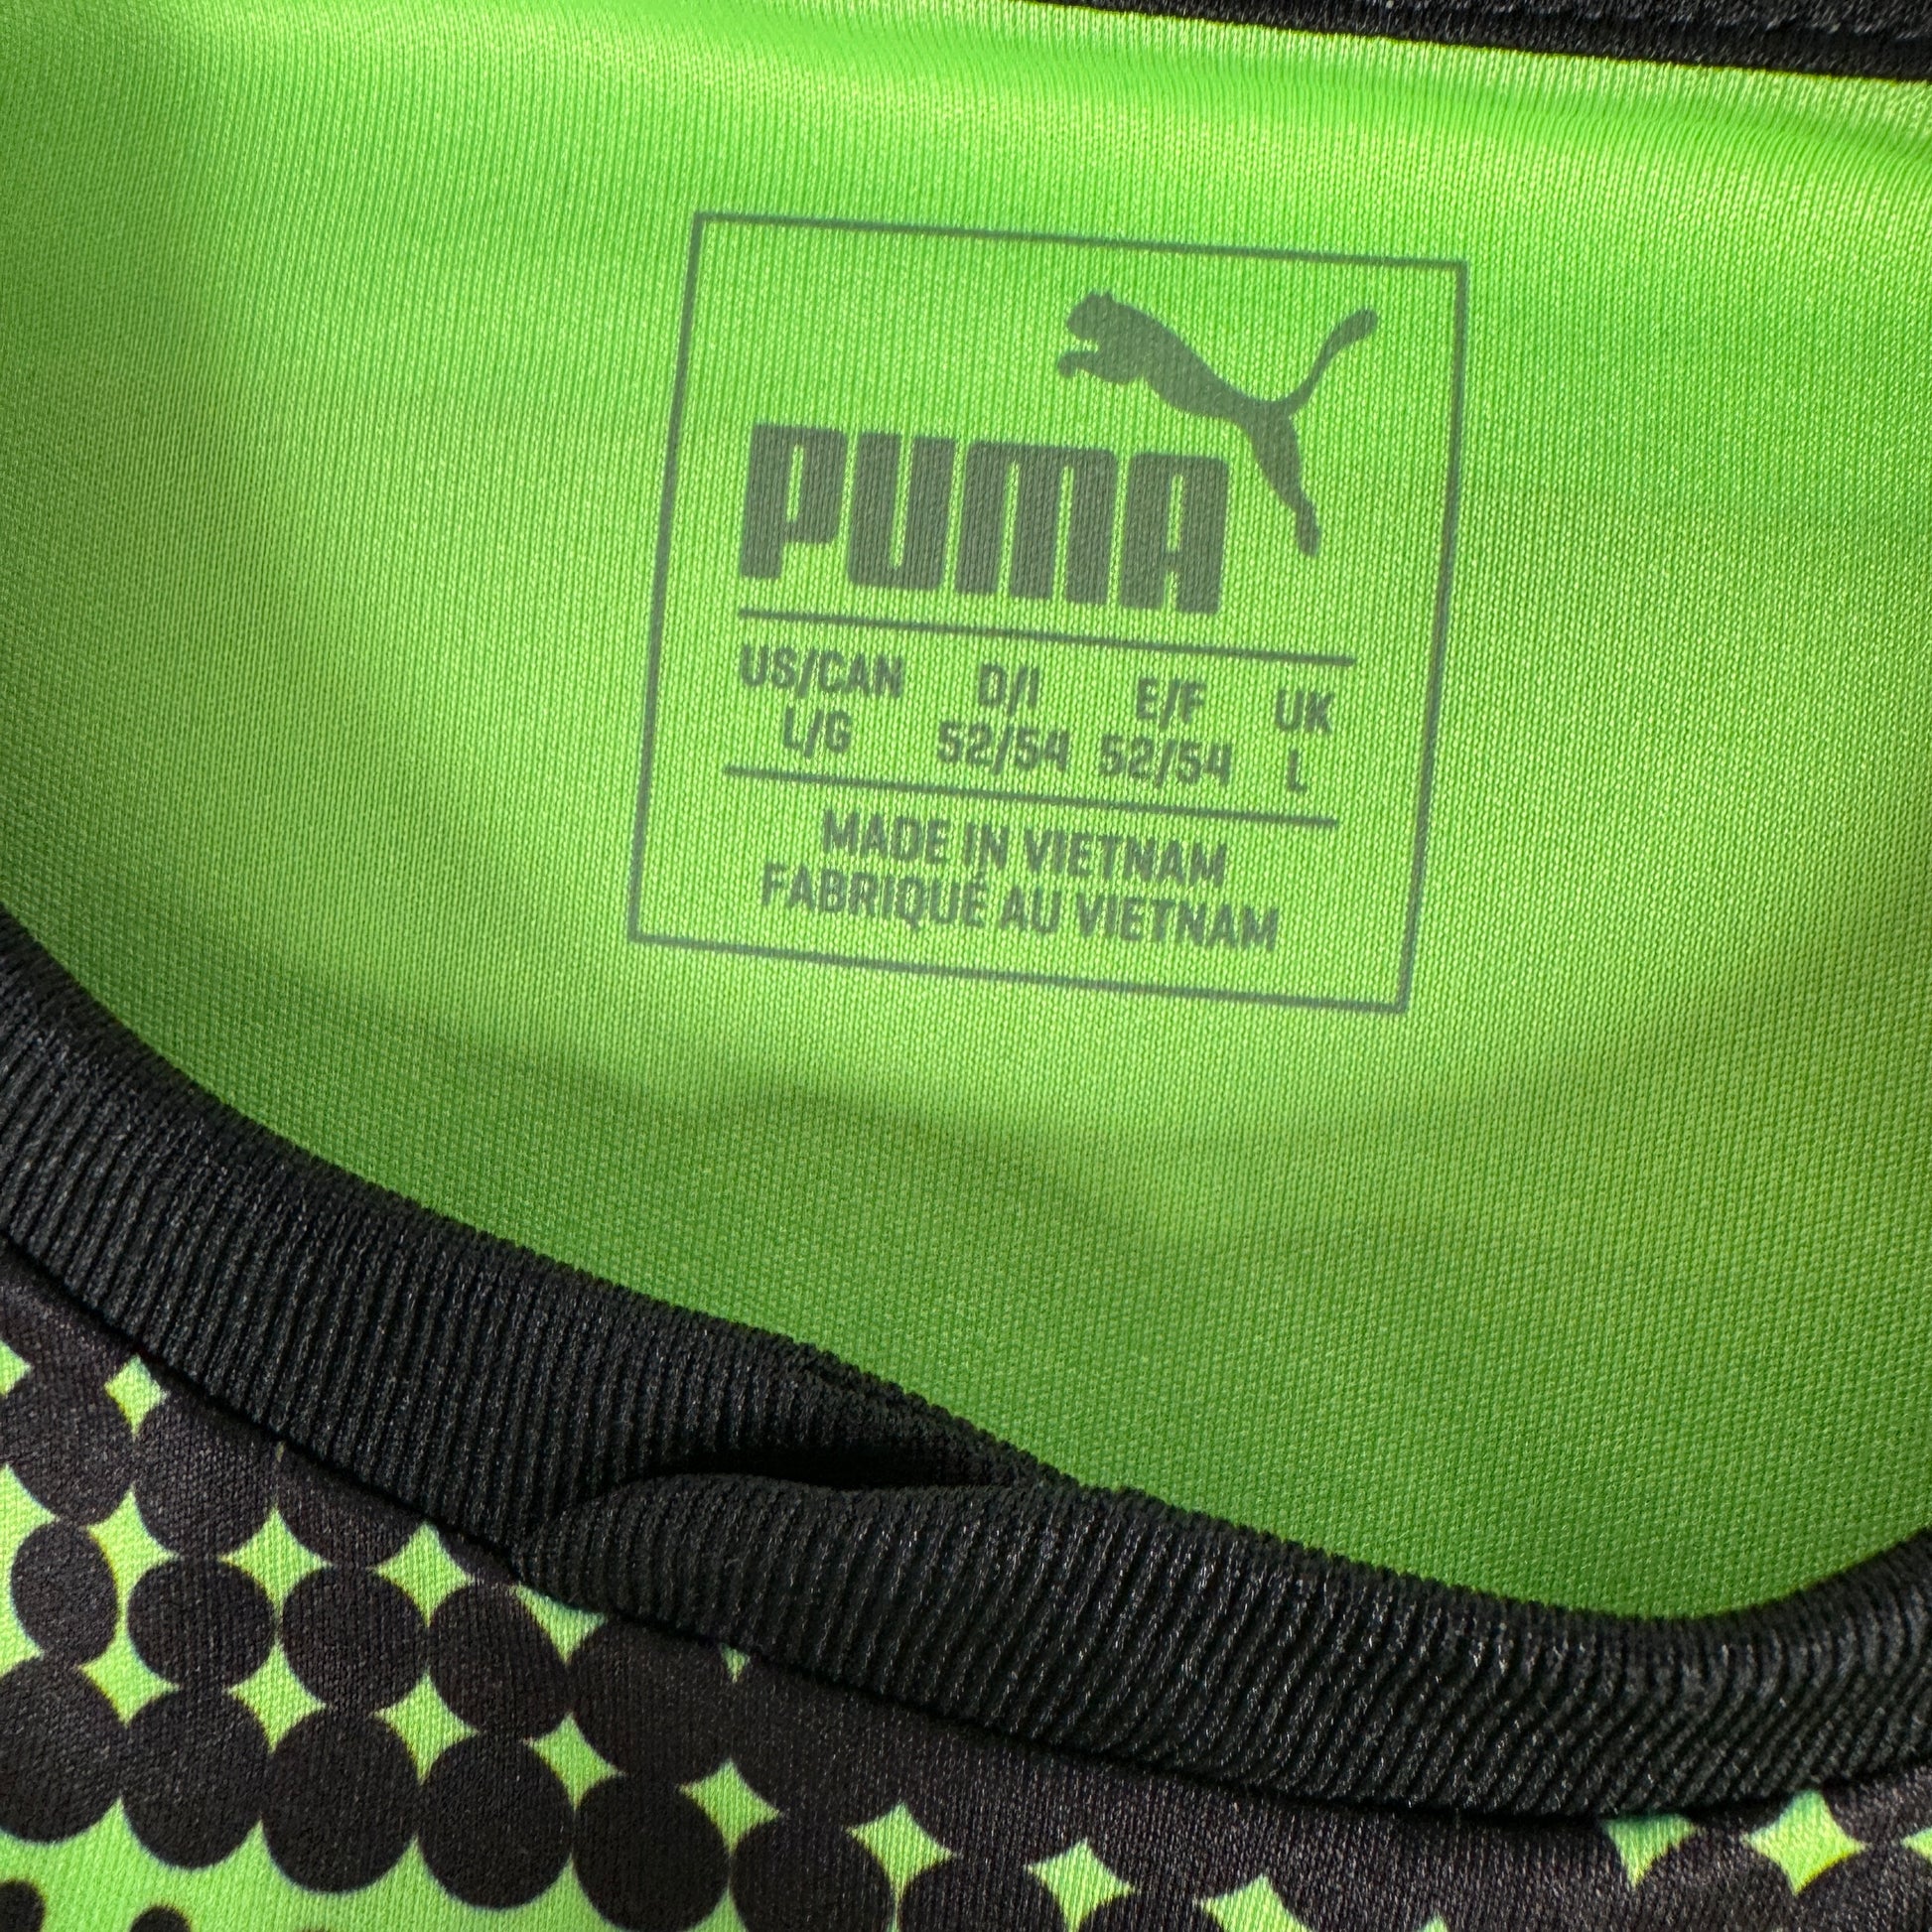 PUMA
US/CAN D/I E/F UK
L/G 52/54 52/54 L
MADE IN VIETNAM
FABRIQUÉ AU VIETNAM